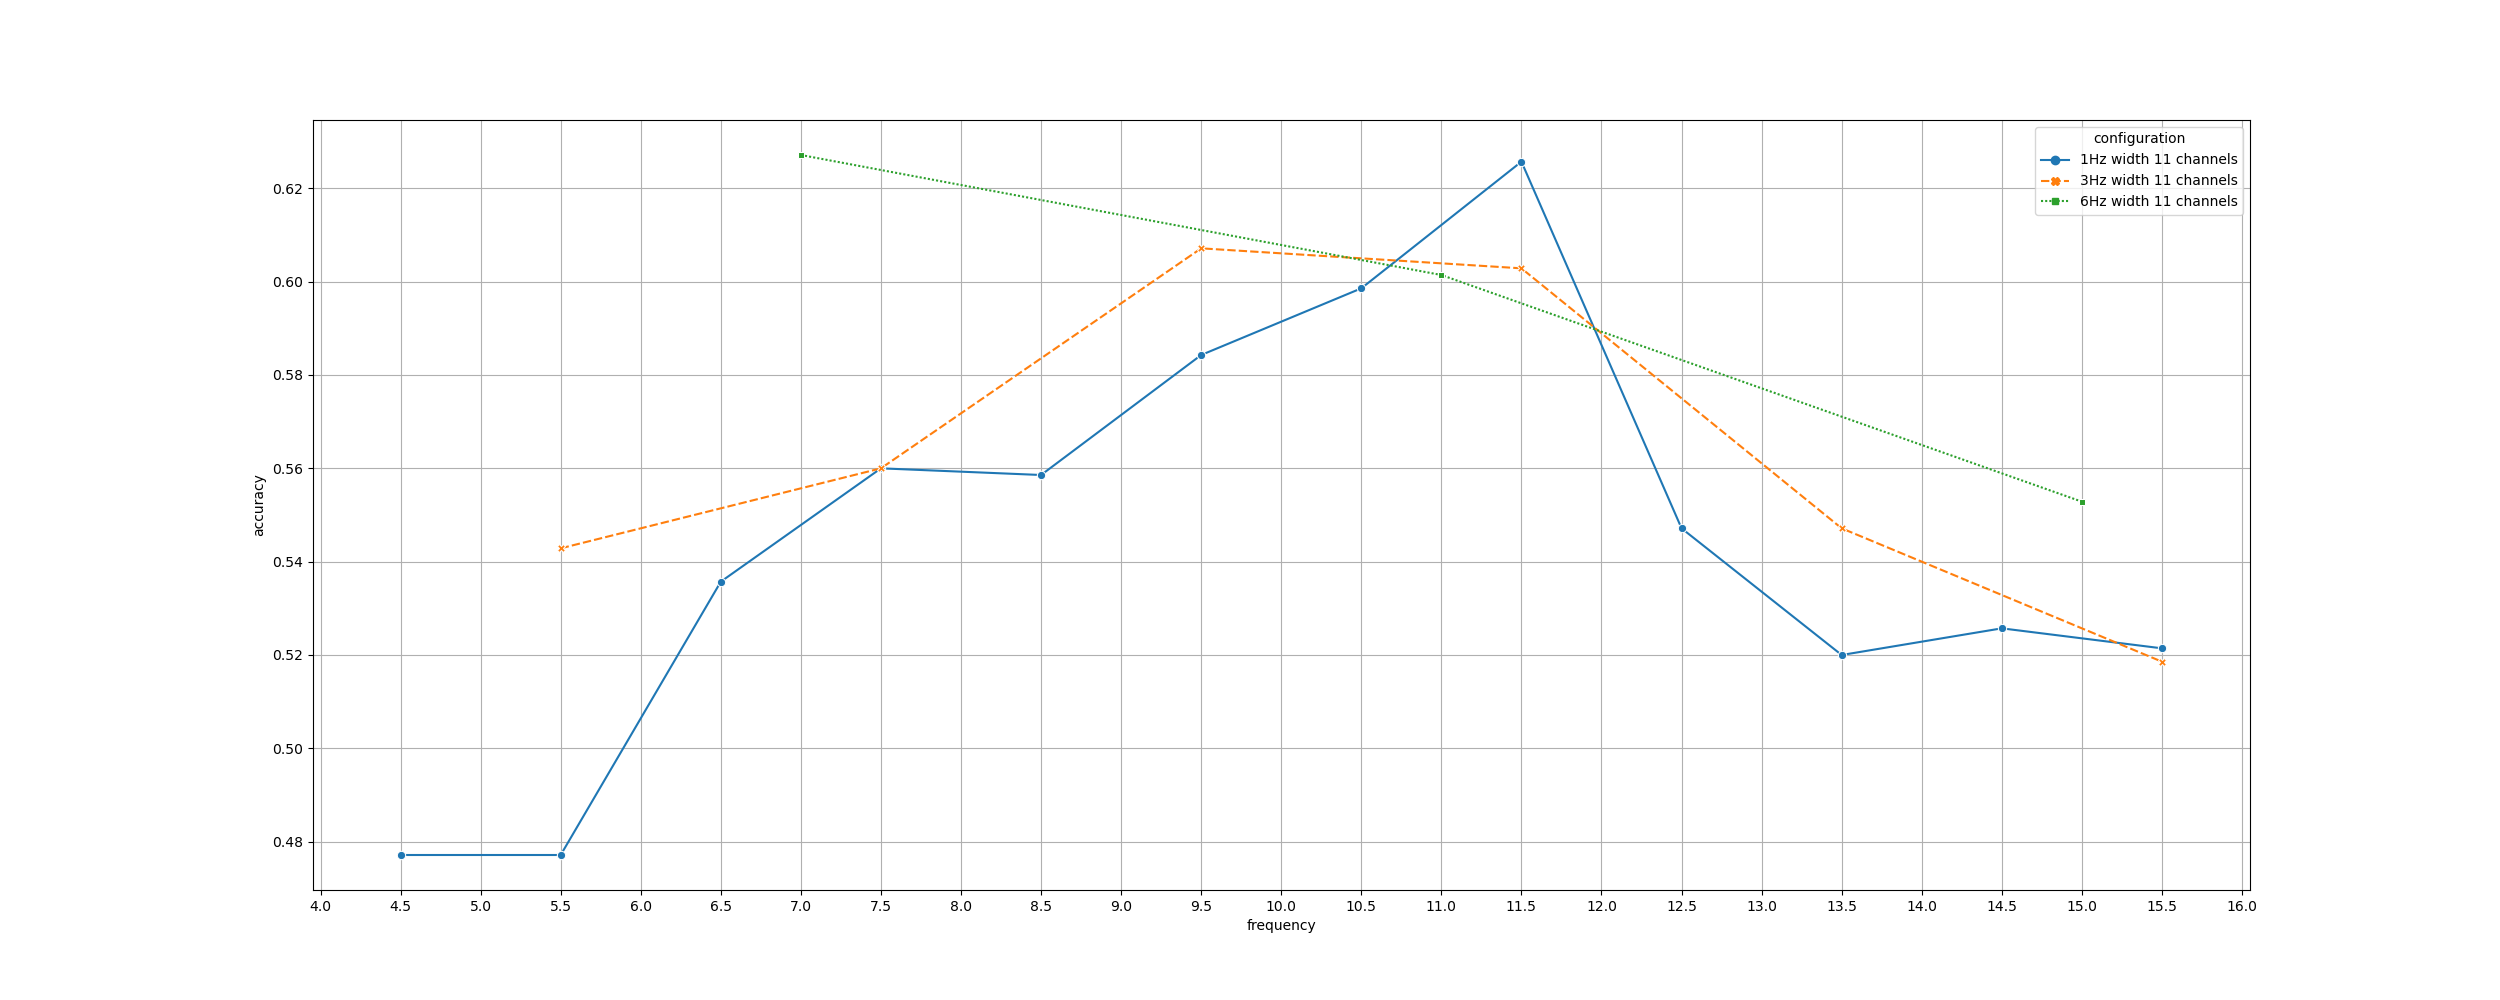 configuration
1Hz width 11 channels
3Hz width 11 channels
6Hz width 11 channels
accuracy
0.62
0.60
0.58
0.56
0.54
0.52
0.50
0.48
4.0 4.5 5.0 5.5 6.0 6.5 7.0 7.5 8.0 8.5 9.0 9.5 10.0 10.5 11.0 11.5 12.0 12.5 13.0 13.5 14.0 14.5 15.0 15.5 16.0
frequency